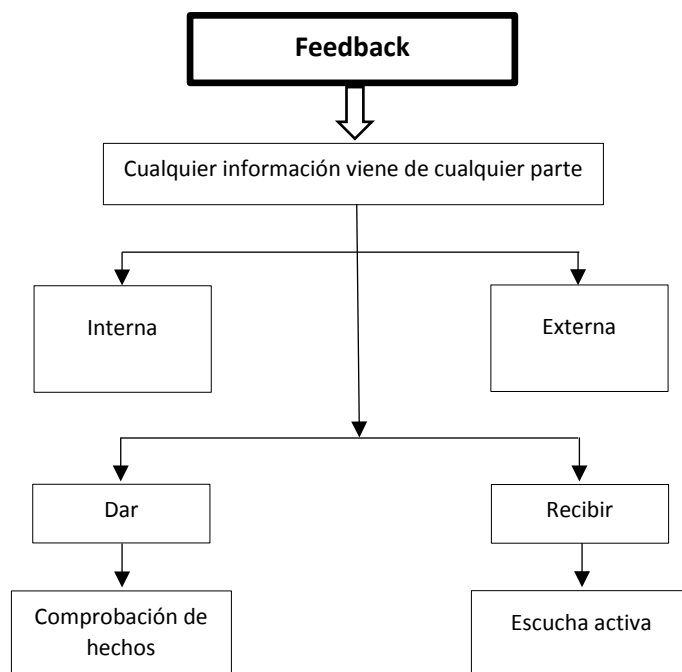 Feedback
Cualquier información viene de cualquier parte
Interna
Externa
Dar
Recibir
Comprobación de
hechos
Escucha activa